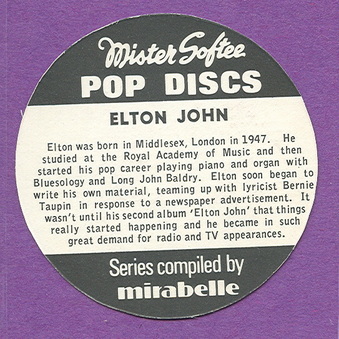 Mister Softee
POP DISCS
ELTON JOHN
Elton was born in Middlesex, London in 1947. He
studied at the Royal Academy of Music and then
started his pop career playing piano and organ with
Bluesology and Long John Baldry. Elton soon began to
write his own material, teaming up with lyricist Bernie
Taupin in response to a newspaper advertisement. It
wasn't until his second album 'Elton John' that things
really started happening and he became in such
great demand for radio and TV appearances.
Series compiled by
mirabelle